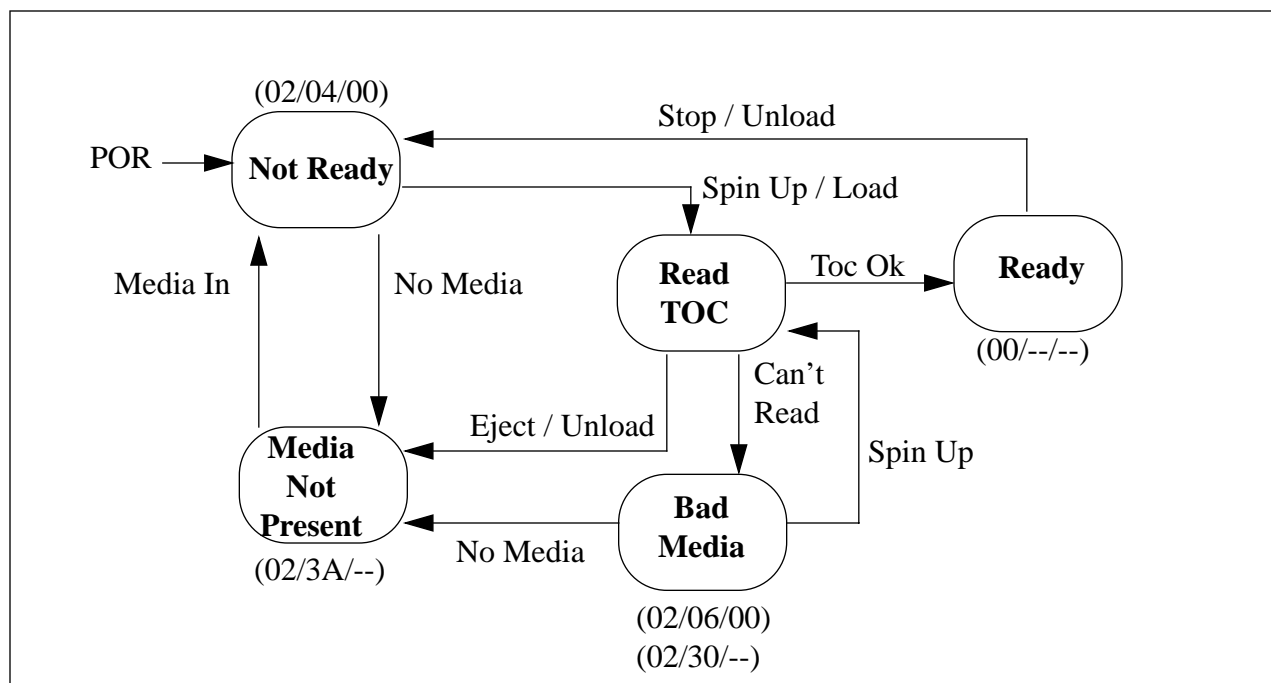 (02/04/00)
Stop / Unload
POR
Not Ready
Spin Up / Load
Media In
No Media
Read
TOC
Toc Ok
Ready
(00/--/--)
Can't
Read
Eject / Unload
Spin Up
Media
Not
Present
(02/3A/--)
No Media
Bad
Media
(02/06/00)
(02/30/--)